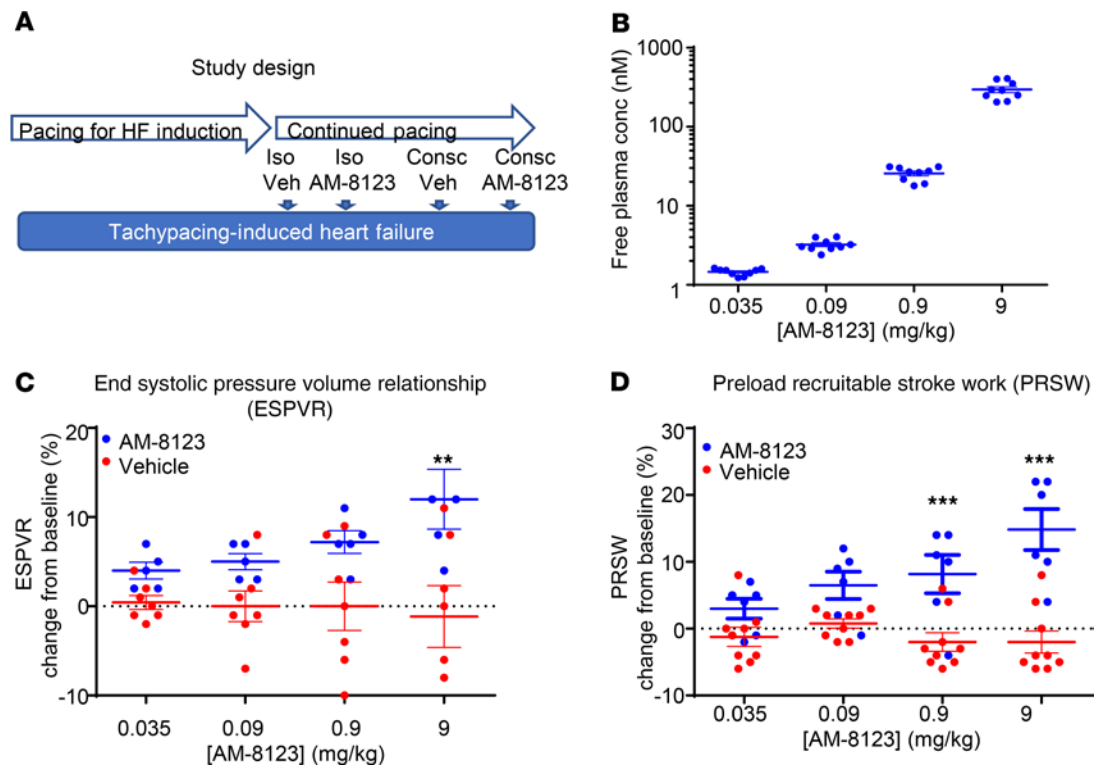 A
Study design
Pacing for HF induction
Continued pacing
Iso Iso Consc Consc
Veh AM-8123 Veh AM-8123
Tachypacing-induced heart failure
B
Free plasma conc (nM)
1000
100
10
1
0.035 0.09 0.9 9
[AM-8123] (mg/kg)
C
End systolic pressure volume relationship
(ESPVR)
ESPVR
change from baseline (%)
20
10
0
-10
AM-8123
Vehicle
**
0.035 0.09 0.9 9
[AM-8123] (mg/kg)
D
Preload recruitable stroke work (PRSW)
PRSW
change from baseline (%)
30
20
10
0
-10
AM-8123
Vehicle
***
***
0.035 0.09 0.9 9
[AM-8123] (mg/kg)